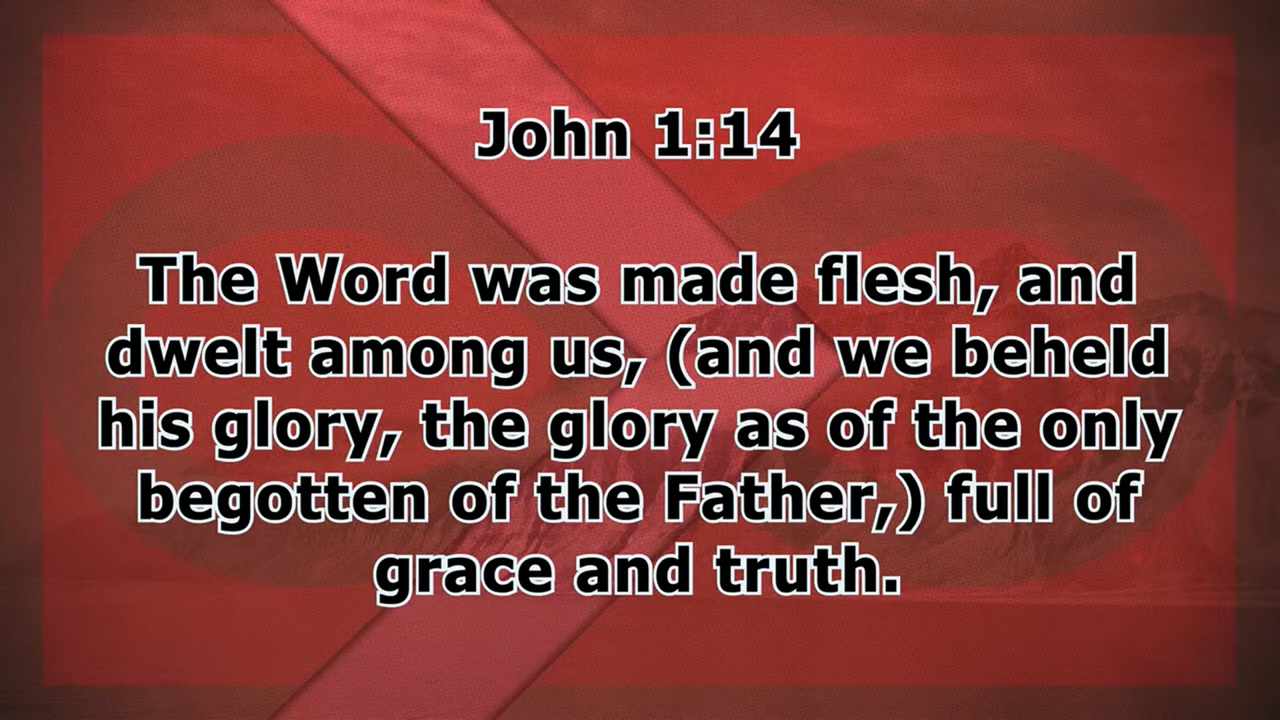 John 1:14
The Word was made flesh, and
dwelt among us, (and we beheld
his glory, the glory as of the only
begotten of the Father,) full of
grace and truth.